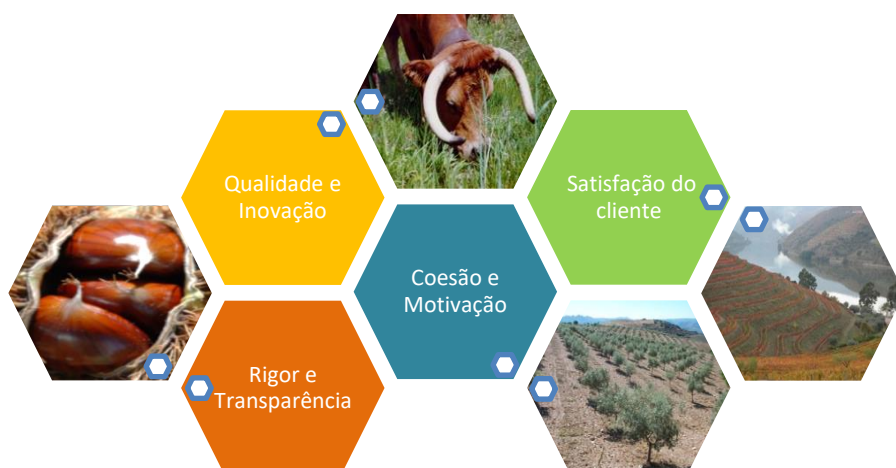 Qualidade e
Inovação
Satisfação do
cliente
Coesão e
Motivação
Rigor e
Transparência